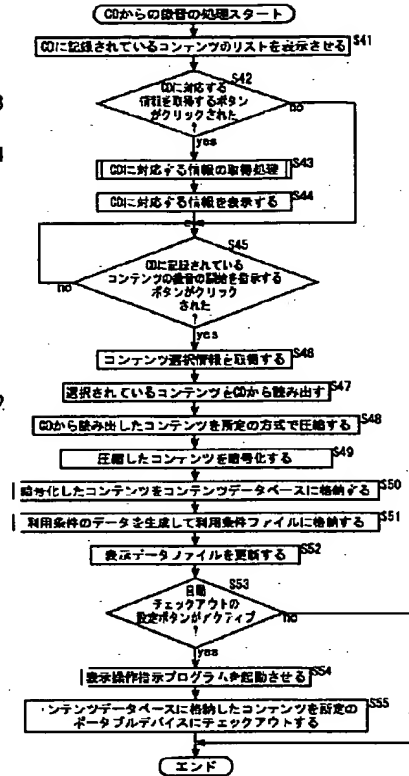 CDからの録音の処理スタート
CDに記録されているコンテンツのリストを表示させる S41
S42
CDに対応する
情報を取得するボタン
がクリックされた
?
no
yes
CDに対応する情報の取得処理 S43
CDに対応する情報を表示する S44
S45
CDに記録されている
コンテンツの録音の開始を指示する
ボタンがクリック
された
?
no
yes
コンテンツ選択情報を取得する S46
選択されているコンテンツをCDから読み出す S47
CDから読み出したコンテンツを所定の方式で圧縮する S48
圧縮したコンテンツを暗号化する S49
暗号化したコンテンツをコンテンツデータベースに格納する S50
利用条件のデータを生成して利用条件ファイルに格納する S51
表示データファイルを更新する S52
S53
自動
チェックアウトの
設定ボタンがアクティブ
?
no
yes
表示操作指示プログラムを起動させる S54
ンテンツデータベースに格納したコンテンツを所定の S55
ポータブルデバイスにチェックアウトする
エンド